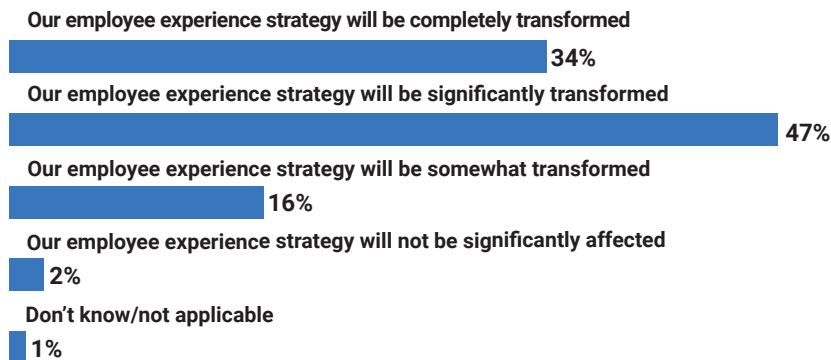 Our employee experience strategy will be completely transformed
34%
Our employee experience strategy will be significantly transformed
47%
Our employee experience strategy will be somewhat transformed
16%
Our employee experience strategy will not be significantly affected
2%
Don’t know/not applicable
1%